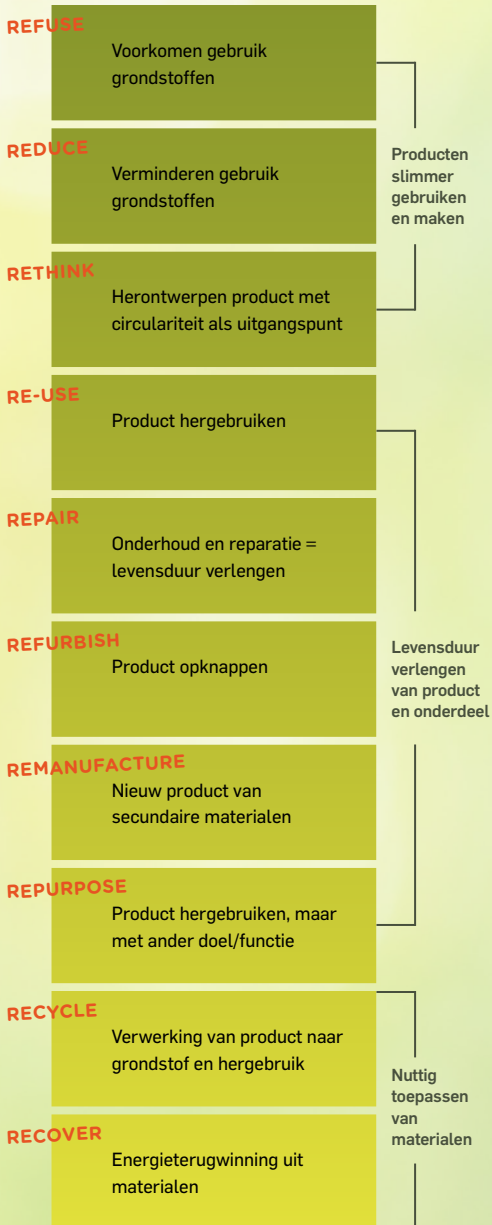 REFUSE
Voorkomen gebruik
grondstoffen
REDUCE
Verminderen gebruik
grondstoffen
RETHINK
Herontwerpen product met
circulariteit als uitgangspunt
Producten
slimmer
gebruiken
en maken
RE-USE
Product hergebruiken
REPAIR
Onderhoud en reparatie =
levensduur verlengen
REFURBISH
Product opknappen
REMANUFACTURE
Nieuw product van
secundaire materialen
REPURPOSE
Product hergebruiken, maar
met ander doel/functie
Levensduur
verlengen
van product
en onderdeel
RECYCLE
Verwerking van product naar
grondstof en hergebruik
RECOVER
Energieterugwinning uit
materialen
Nuttig
toepassen
van
materialen